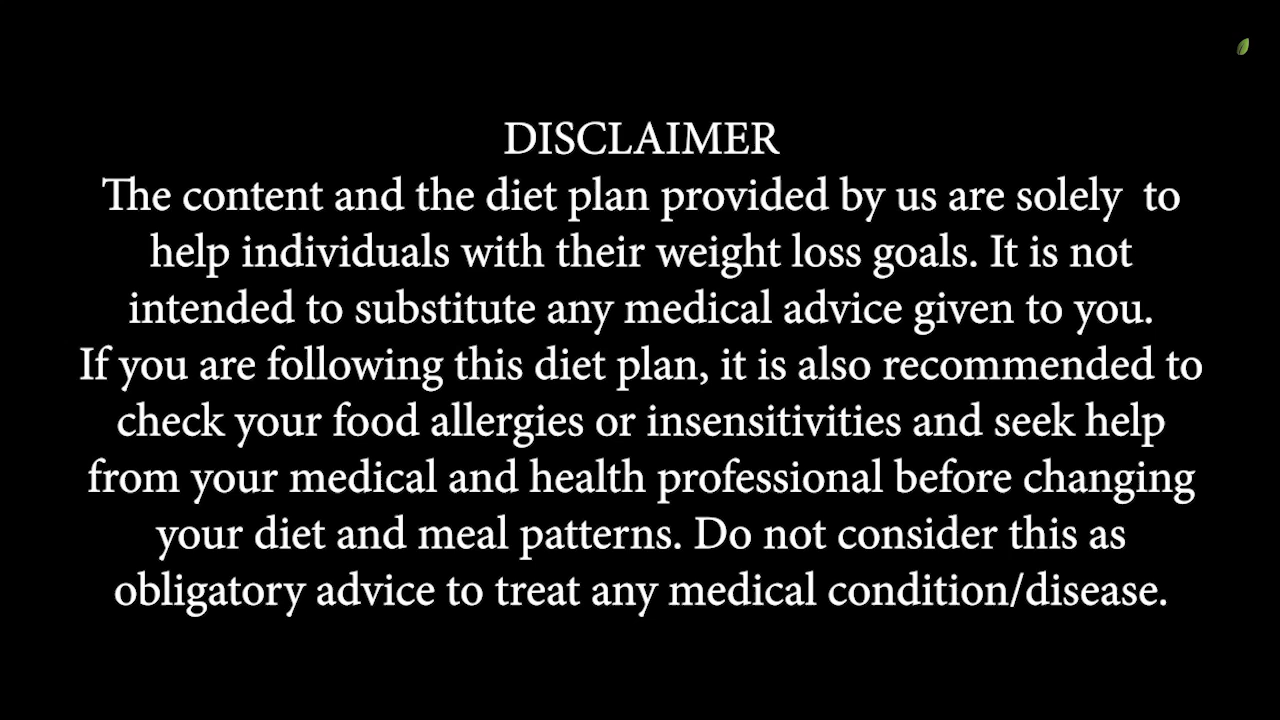 DISCLAIMER
The content and the diet plan provided by us are solely  to
help individuals with their weight loss goals. It is not
intended to substitute any medical advice given to you.
If you are following this diet plan, it is also recommended to
check your food allergies or insensitivities and seek help
from your medical and health professional before changing
your diet and meal patterns. Do not consider this as
obligatory advice to treat any medical condition/disease.